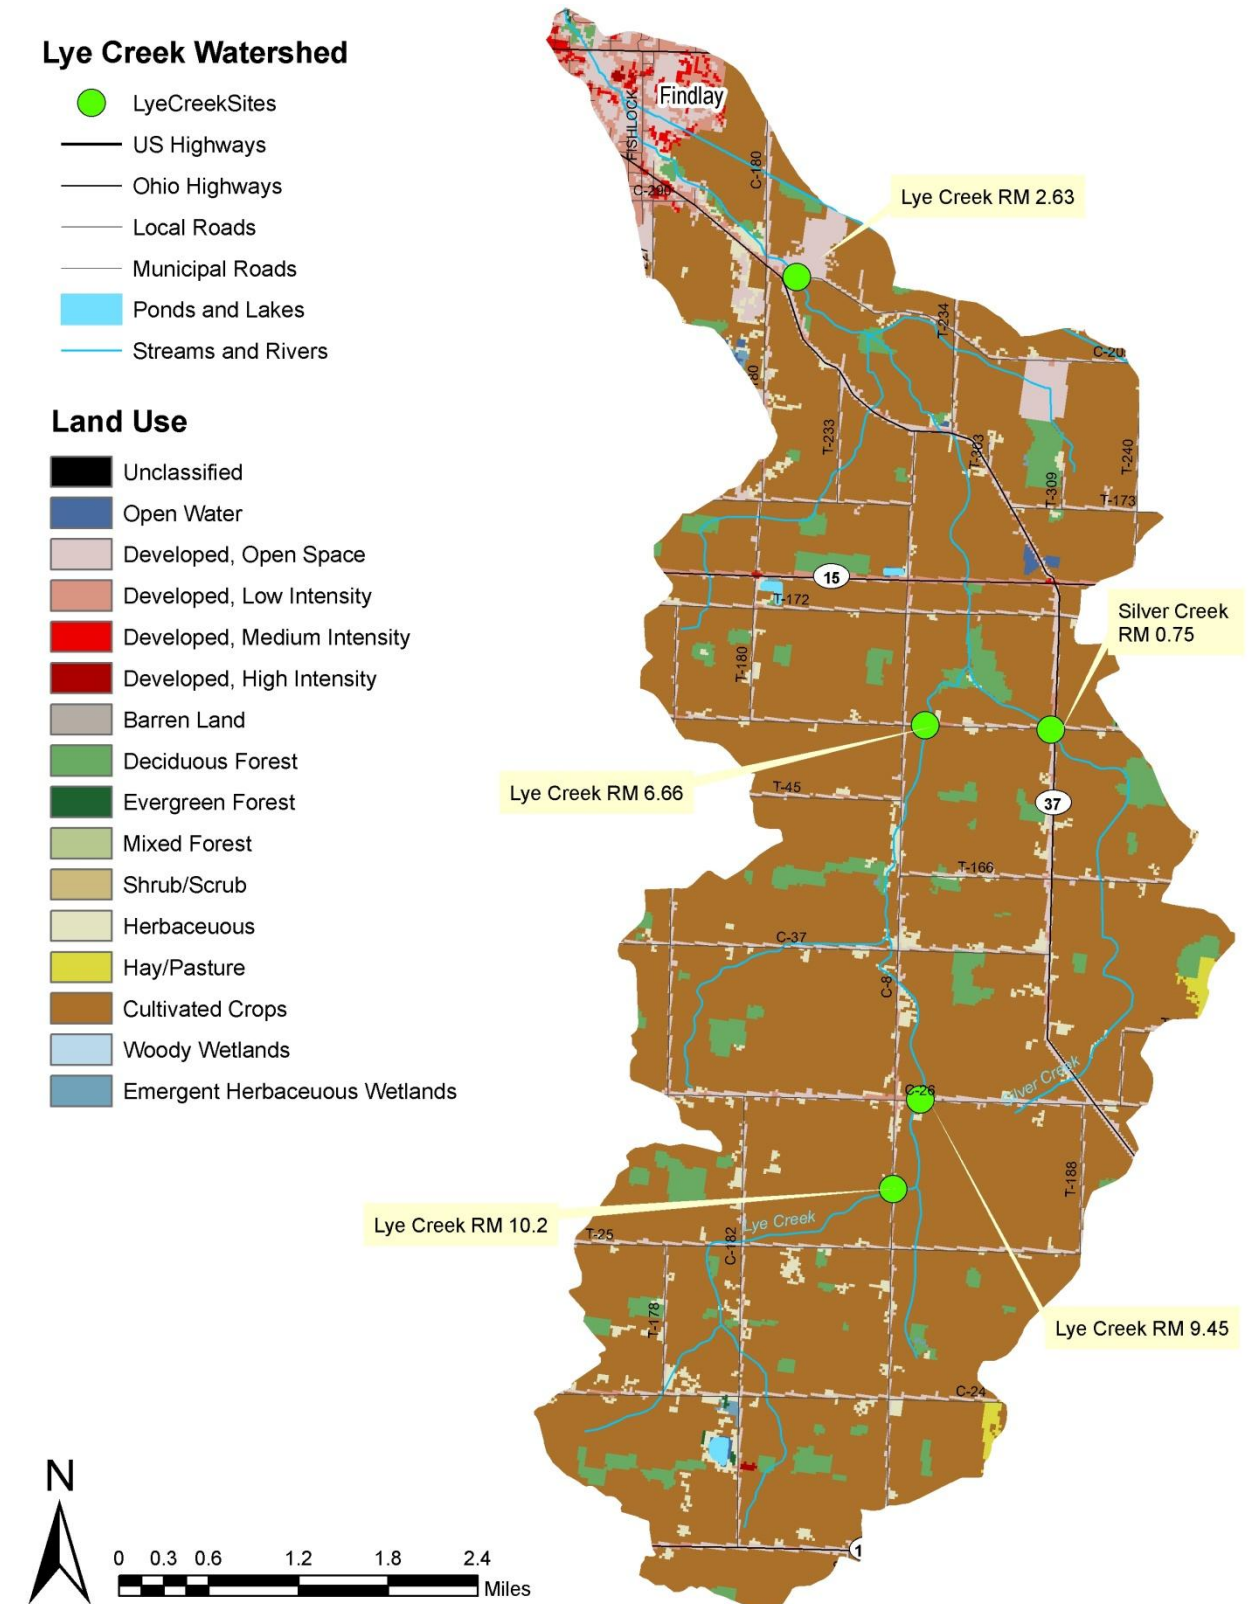 Lye Creek Watershed
LyeCreekSites
US Highways
Ohio Highways
Local Roads
Municipal Roads
Ponds and Lakes
Streams and Rivers
Land Use
Unclassified
Open Water
Developed, Open Space
Developed, Low Intensity
Developed, Medium Intensity
Developed, High Intensity
Barren Land
Deciduous Forest
Evergreen Forest
Mixed Forest
Shrub/Scrub
Herbaceuous
Hay/Pasture
Cultivated Crops
Woody Wetlands
Emergent Herbaceuous Wetlands
N
0 0.3 0.6 1.2 1.8 2.4
Miles
Findlay
FISHLOCK
C-180
C-290
Lye Creek RM 2.63
T-234
C-20
T-233
T-303
T-309
T-240
T-173
15
T-172
T-180
Silver Creek
RM 0.75
Lye Creek RM 6.66
T-45
37
T-166
C-37
C-8
C-26
Silver Creek
T-188
Lye Creek RM 10.2
Lye Creek
T-25
C-182
Lye Creek RM 9.45
T-178
C-24